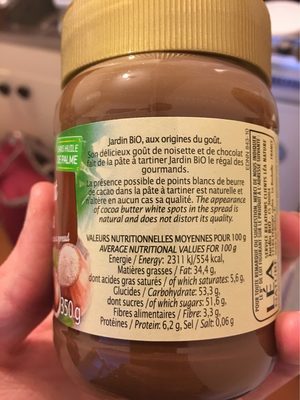 SANS HUILE
DE PALME
350g
Jardin BiO, aux origines du goût.
Son délicieux goût de noisette et de chocolat
fait de la pâte à tartiner Jardin BiO le régal des
gourmands.
La présence possible de points blancs de beurre
de cacao dans la pâte à tartiner est naturelle et
n'altère en aucun cas sa qualité. The appearance
of cocoa butter white spots in the spread is
natural and does not distort its quality.
VALEURS NUTRITIONNELLES MOYENNES POUR 100 g
AVERAGE NUTRITIONAL VALUES FOR 100 g
Energie / Energy: 2311 kJ/554 kcal,
Matières grasses / Fat: 34,4 g,
dont acides gras saturés / of which saturates: 5,6 g,
Glucides / Carbohydrate: 53,3 g,
dont sucres / of which sugars: 51,6 g,
Fibres alimentaires / Fibre: 3,3 g,
Protéines / Protein: 6,2 g, Sel / Salt: 0,06 g
LÉA